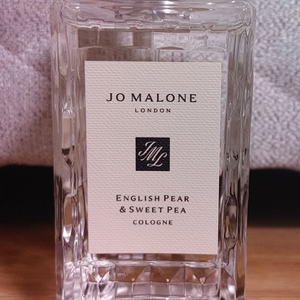 JO MALONE
LONDON
JML
ENGLISH PEAR
& SWEET PEA
COLOGNE